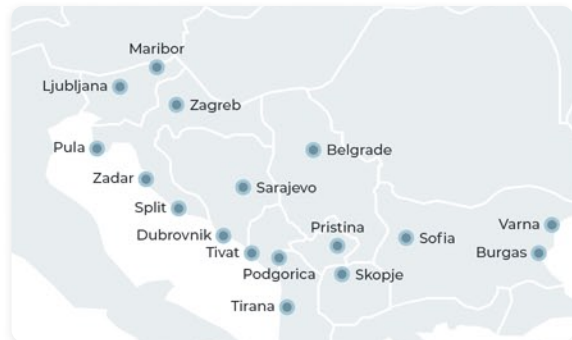 Maribor
Ljubljana
Zagreb
Pula
Belgrade
Zadar
Sarajevo
Split
Dubrovnik
Pristina
Sofia
Varna
Tivat
Burgas
Podgorica
Skopje
Tirana